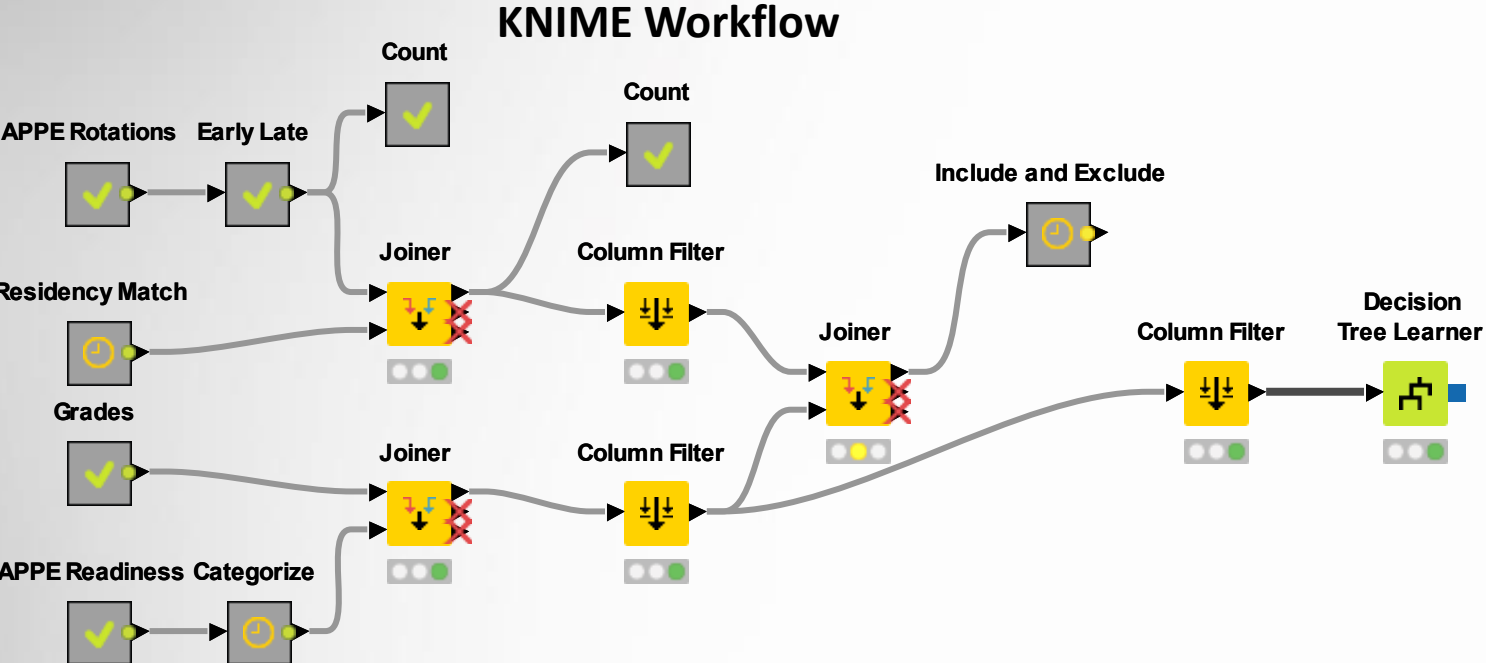 KNIME Workflow
Count
Count
APPE Rotations
Early Late
Include and Exclude
Joiner
Column Filter
Residency Match
Decision
Tree Learner
Joiner
Column Filter
Grades
Joiner
Column Filter
APPE Readiness
Categorize